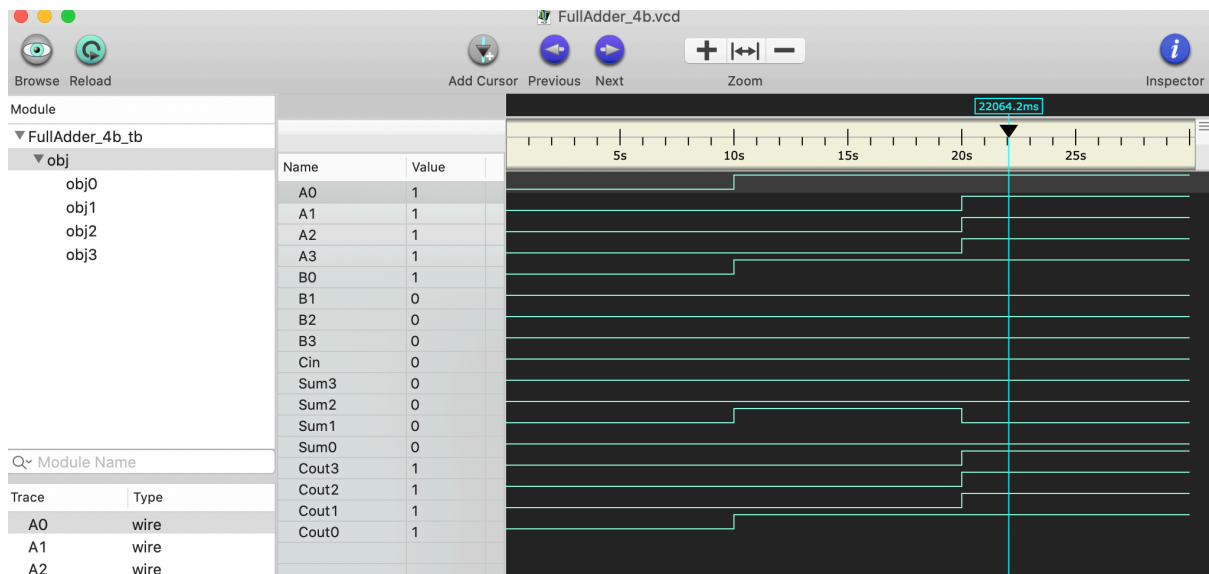 FullAdder_4b.vcd
Browse Reload Add Cursor Previous Next Zoom Inspector
Module
FullAdder_4b_tb
obj
obj0
obj1
obj2
obj3
Module Name
Trace Type
A0 wire
A1 wire
A2 wire
22064.2ms
5s 10s 15s 20s 25s
Name Value
A0 1
A1 1
A2 1
A3 1
B0 1
B1 0
B2 0
B3 0
Cin 0
Sum3 0
Sum2 0
Sum1 0
Sum0 0
Cout3 1
Cout2 1
Cout1 1
Cout0 1